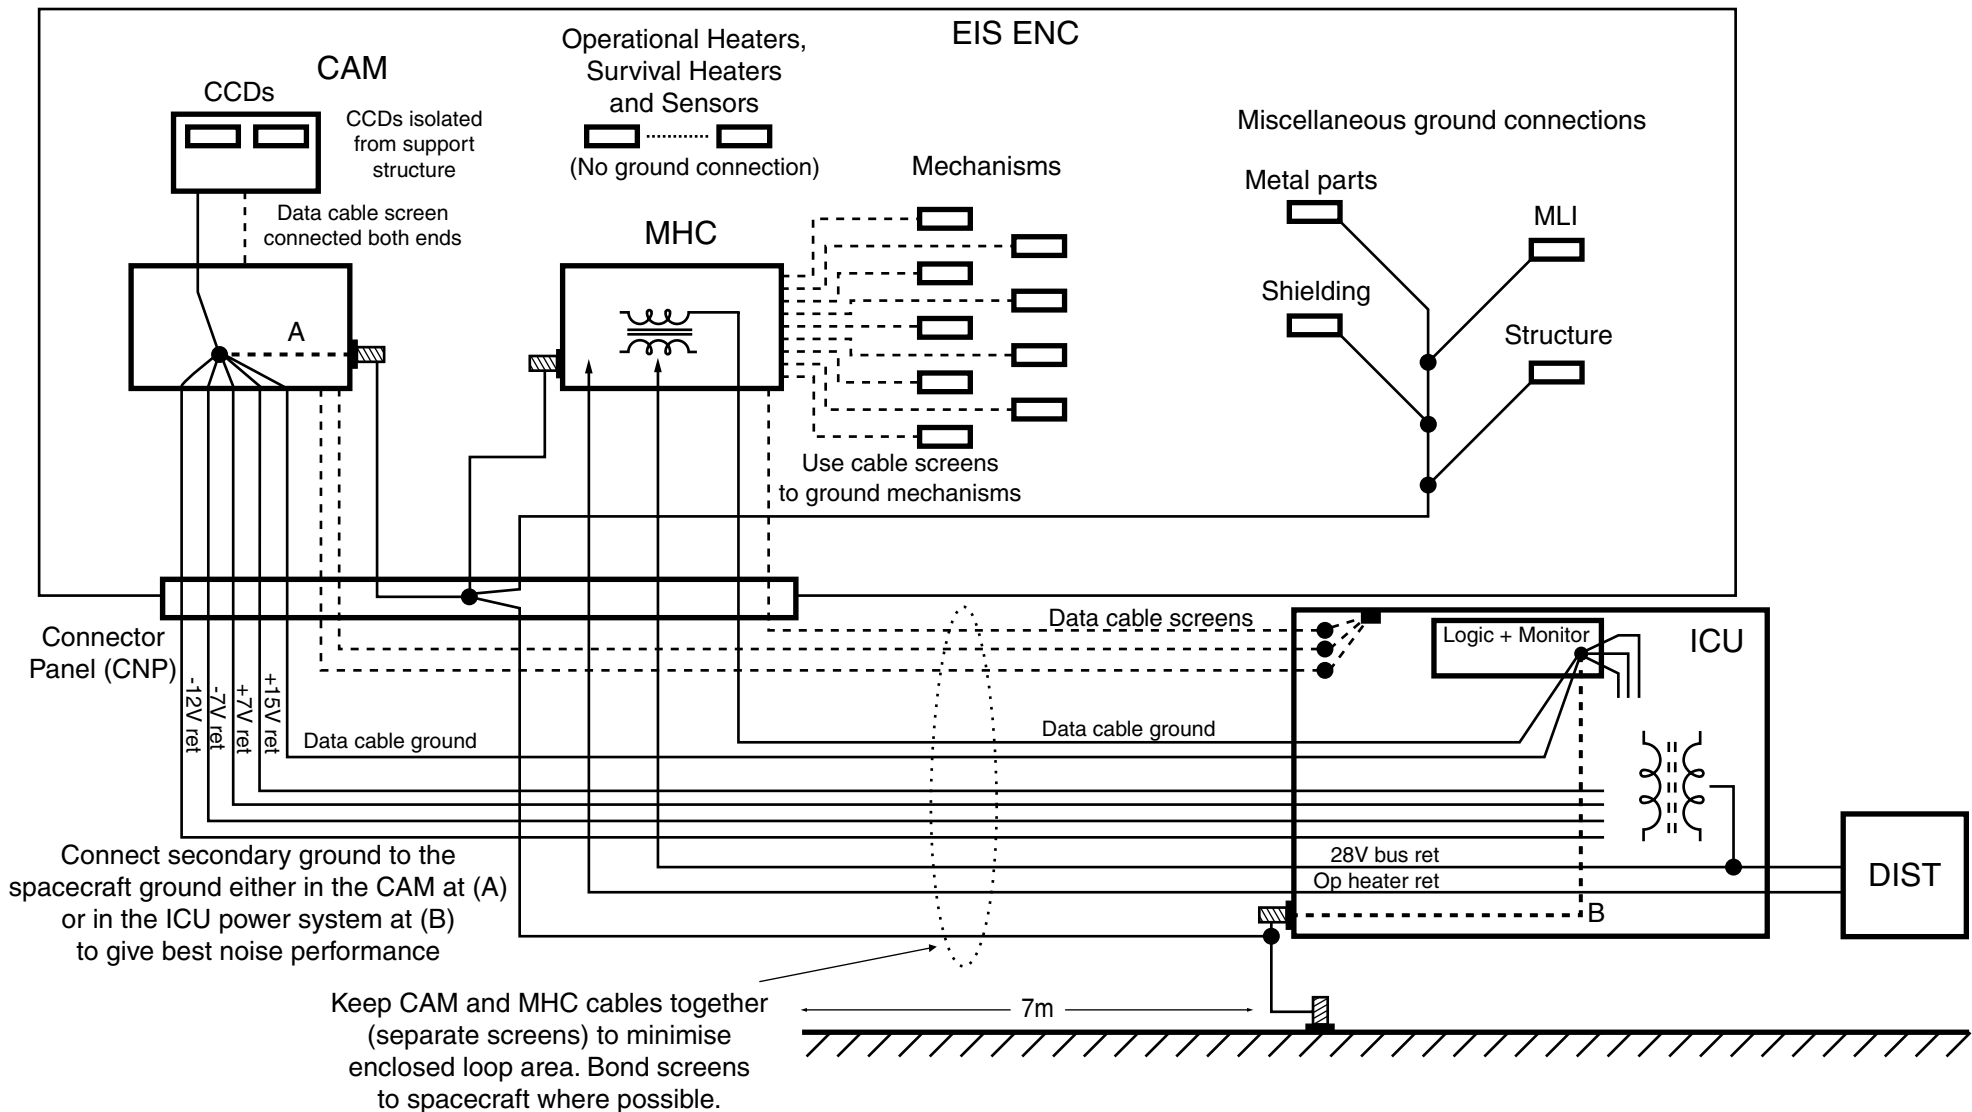 EIS ENC
CAM
CCDs
CCDs isolated
from support
structure
Data cable screen
connected both ends
A
Operational Heaters,
Survival Heaters
and Sensors
(No ground connection)
MHC
Mechanisms
Use cable screens
to ground mechanisms
Miscellaneous ground connections
Metal parts
MLI
Shielding
Structure
Connector
Panel (CNP)
-12V ret
-7V ret
+7V ret
+15V ret
Data cable ground
Data cable screens
Data cable ground
Logic + Monitor
ICU
28V bus ret
Op heater ret
B
DIST
Connect secondary ground to the
spacecraft ground either in the CAM at (A)
or in the ICU power system at (B)
to give best noise performance
Keep CAM and MHC cables together
(separate screens) to minimise
enclosed loop area. Bond screens
to spacecraft where possible.
7m